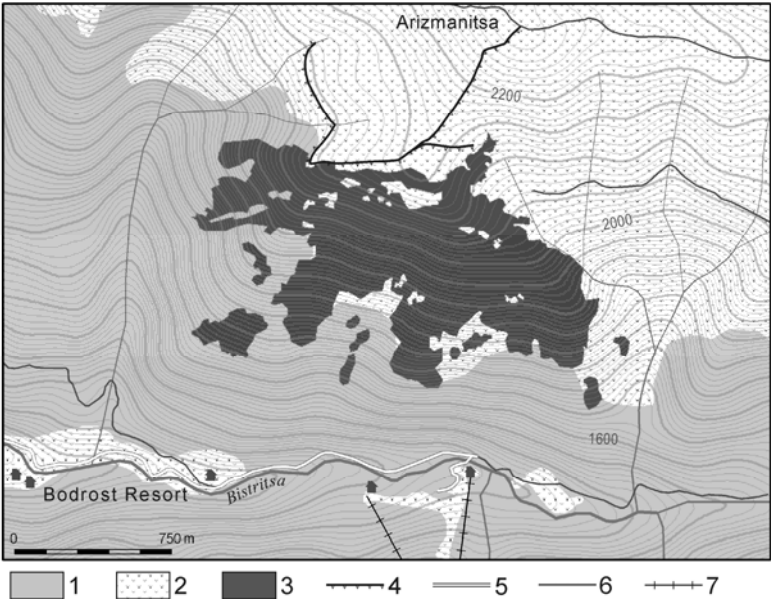 Arizmanitsa
2200
2000
1600
Bodrost Resort
Bistritsa
0 750 m
1 2 3 4 5 6 7